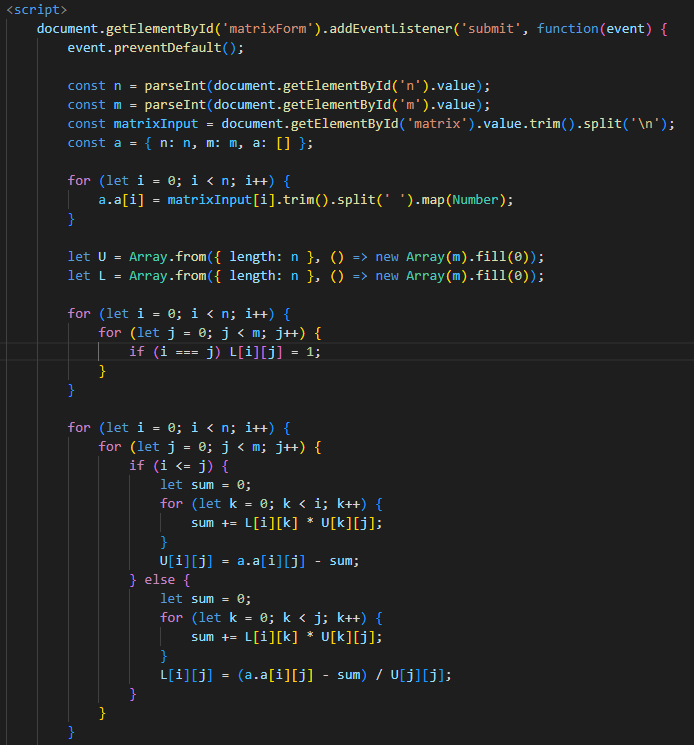 <script>
document.getElementById('matrixForm').addEventListener('submit', function(event) {
event.preventDefault();
const n = parseInt(document.getElementById('n').value);
const m = parseInt(document.getElementById('m').value);
const matrixInput = document.getElementById('matrix').value.trim().split('\n');
const a = { n: n, m: m, a: [] };
for (let i = 0; i < n; i++) {
a.a[i] = matrixInput[i].trim().split(' ').map(Number);
}
let U = Array.from({ length: n }, () => new Array(m).fill(0));
let L = Array.from({ length: n }, () => new Array(m).fill(0));
for (let i = 0; i < n; i++) {
for (let j = 0; j < m; j++) {
if (i === j) L[i][j] = 1;
}
}
for (let i = 0; i < n; i++) {
for (let j = 0; j < m; j++) {
if (i <= j) {
let sum = 0;
for (let k = 0; k < i; k++) {
sum += L[i][k] * U[k][j];
}
U[i][j] = a.a[i][j] - sum;
} else {
let sum = 0;
for (let k = 0; k < j; k++) {
sum += L[i][k] * U[k][j];
}
L[i][j] = (a.a[i][j] - sum) / U[j][j];
}
}
}